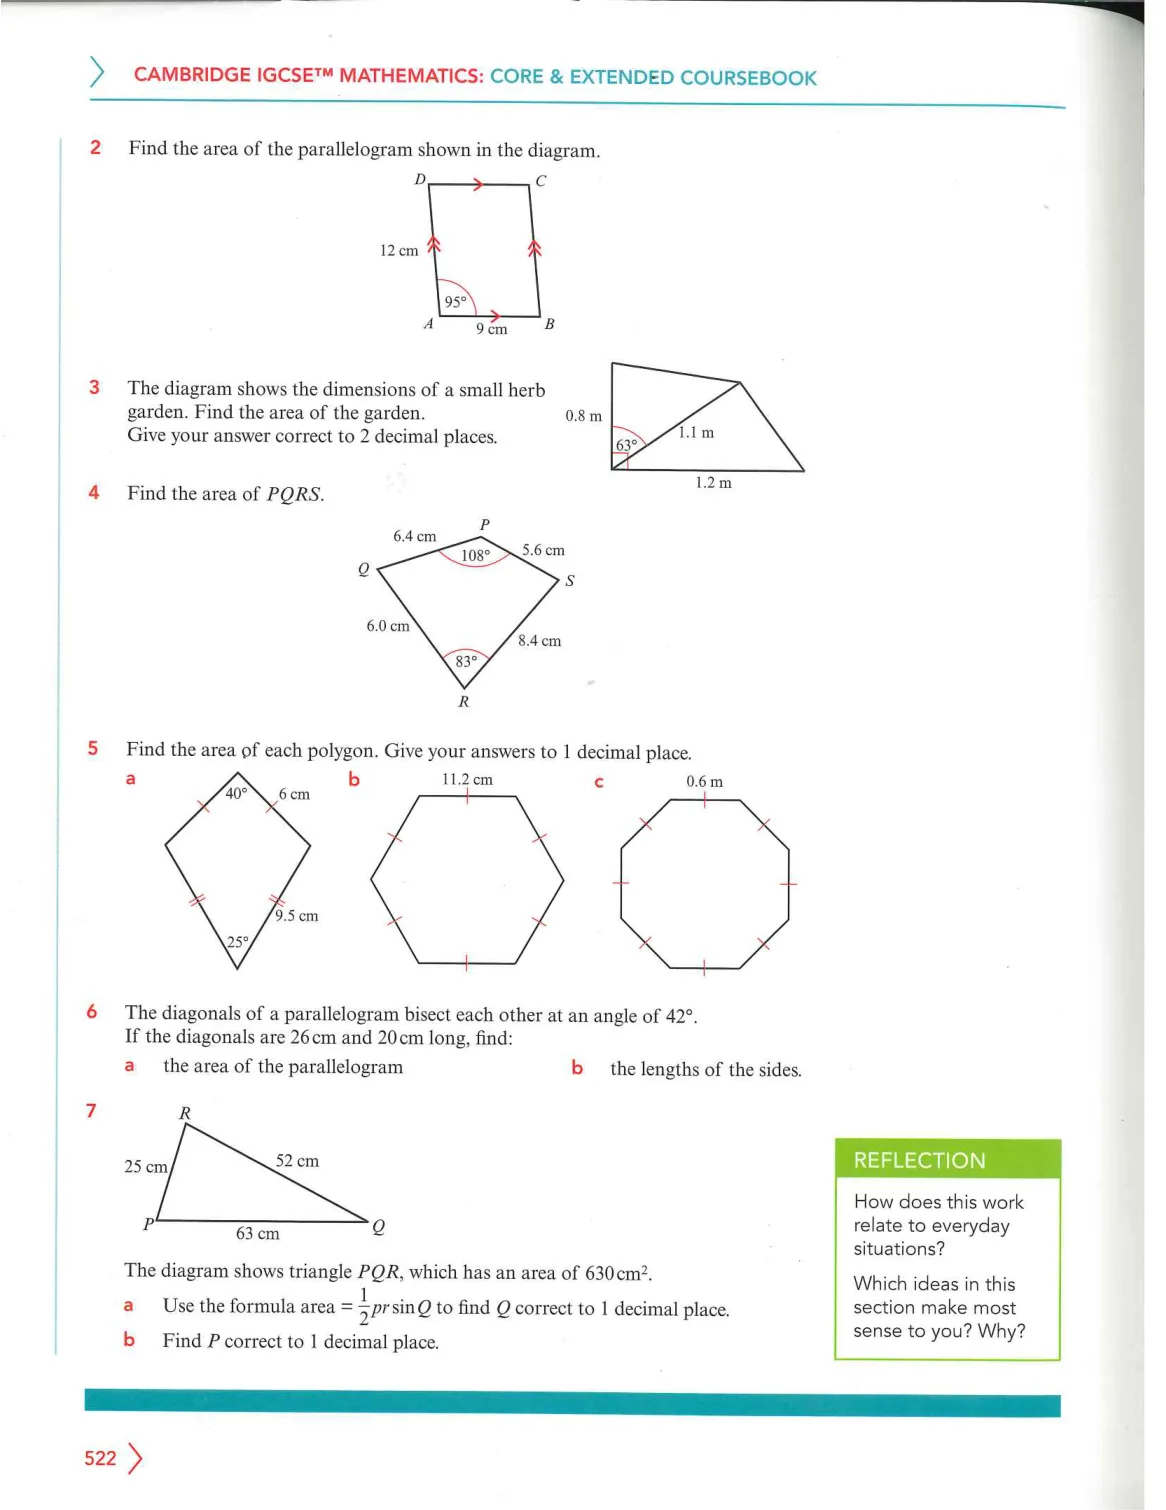 CAMBRIDGE IGCSE™ MATHEMATICS: CORE & EXTENDED COURSEBOOK
2 Find the area of the parallelogram shown in the diagram.
D
C
12 cm
95°
A
9 cm
B
3 The diagram shows the dimensions of a small herb
garden. Find the area of the garden.
Give your answer correct to 2 decimal places.
0.8 m
63°
1.1 m
1.2 m
4 Find the area of PQRS.
P
6.4 cm
108°
5.6 cm
Q
S
6.0 cm
8.4 cm
83°
R
5 Find the area of each polygon. Give your answers to 1 decimal place.
a
40°
6 cm
9.5 cm
25°
b
11.2 cm
c
0.6 m
6 The diagonals of a parallelogram bisect each other at an angle of 42°.
If the diagonals are 26 cm and 20 cm long, find:
a the area of the parallelogram
b the lengths of the sides.
7
R
25 cm
52 cm
P
63 cm
Q
The diagram shows triangle PQR, which has an area of 630 cm².
a Use the formula area = 1/2 pr sin Q to find Q correct to 1 decimal place.
b Find P correct to 1 decimal place.
REFLECTION
How does this work
relate to everyday
situations?
Which ideas in this
section make most
sense to you? Why?
522